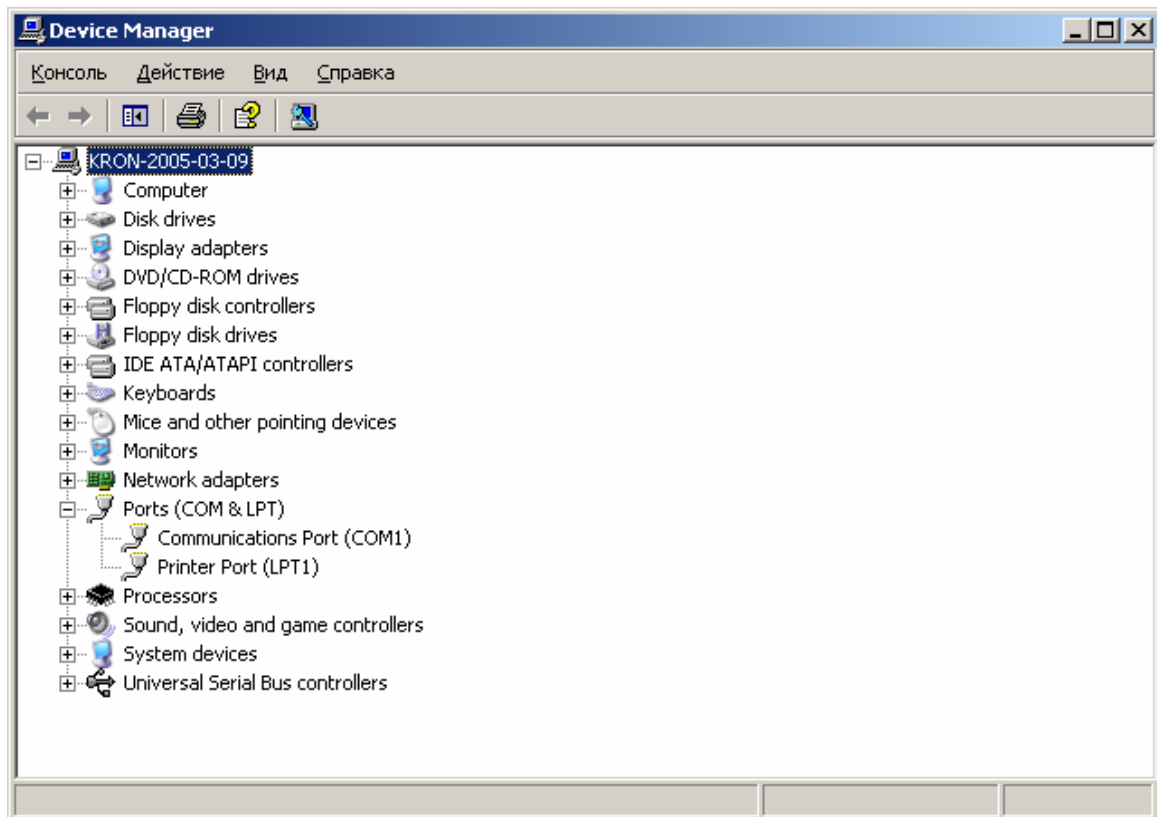 Device Manager
Консоль Действие Вид Справка
KRON-2005-03-09
Computer
Disk drives
Display adapters
DVD/CD-ROM drives
Floppy disk controllers
Floppy disk drives
IDE ATA/ATAPI controllers
Keyboards
Mice and other pointing devices
Monitors
Network adapters
Ports (COM & LPT)
Communications Port (COM1)
Printer Port (LPT1)
Processors
Sound, video and game controllers
System devices
Universal Serial Bus controllers